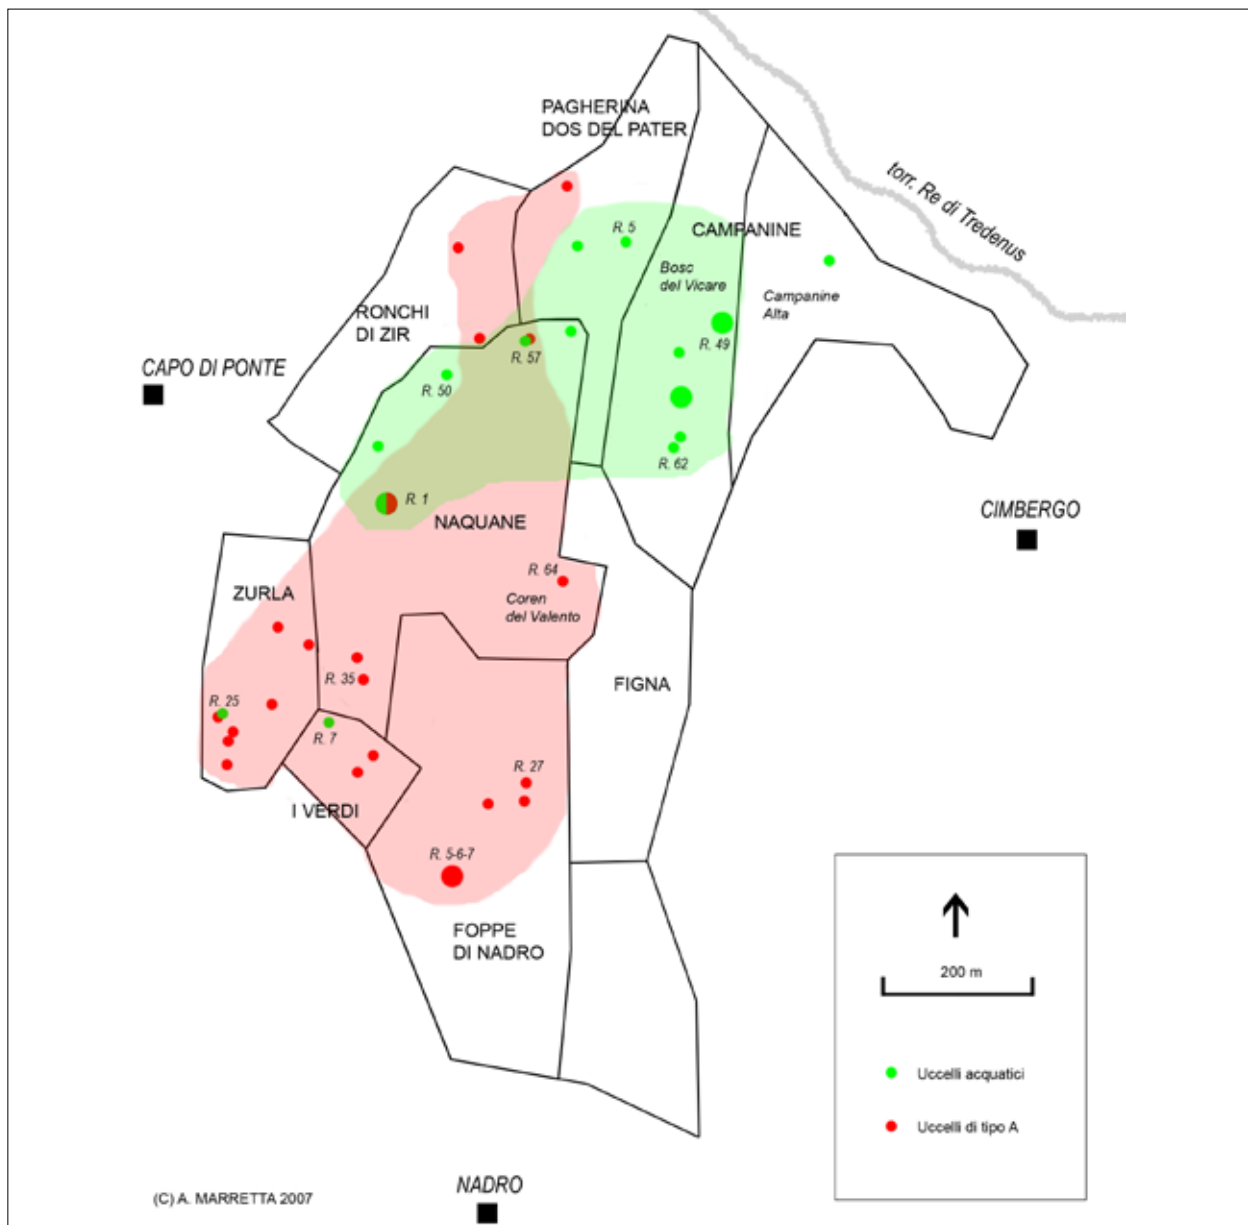 PAGHERINA
DOS DEL PATER
torr. Re di Tredenus
R. 5
CAMPANINE
Bosc
del Vicare
Campanine
Alta
RONCHI
DI ZIR
R. 57
R. 49
CAPO DI PONTE
R. 50
R. 62
R. 1
NAQUANE
CIMBERGO
R. 64
ZURLA
Coren
del Valento
R. 35
FIGNA
R. 25
R. 7
R. 27
I VERDI
R. 5-6-7
FOPPE
DI NADRO
200 m
Uccelli acquatici
Uccelli di tipo A
NADRO
(C) A. MARRETTA 2007